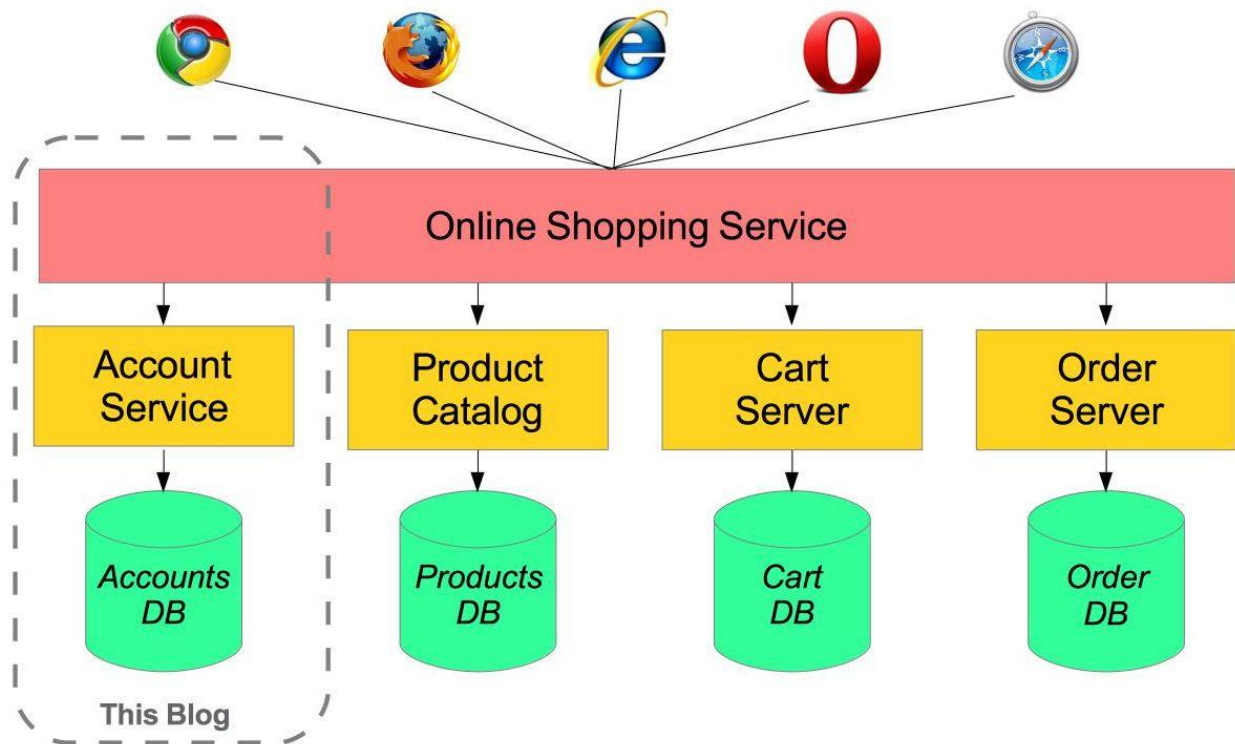 Online Shopping Service
Account
Service
Product
Catalog
Cart
Server
Order
Server
Accounts
DB
Products
DB
Cart
DB
Order
DB
This Blog